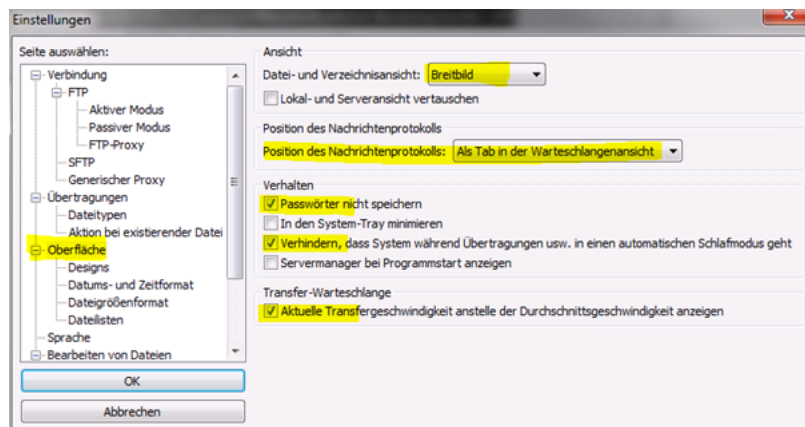 Einstellungen
Seite auswählen:
Verbindung
FTP
Aktiver Modus
Passiver Modus
FTP-Proxy
SFTP
Generischer Proxy
Übertragungen
Dateitypen
Aktion bei existierender Datei
Oberfläche
Designs
Datums- und Zeitformat
Dateigrößenformat
Dateilisten
Sprache
Bearbeiten von Dateien
OK
Abbrechen
Ansicht
Datei- und Verzeichnisansicht: Breitbild
Lokal- und Serveransicht vertauschen
Position des Nachrichtenprotokolls
Position des Nachrichtenprotokolls: Als Tab in der Warteschlangenansicht
Verhalten
Passwörter nicht speichern
In den System-Tray minimieren
Verhindern, dass System während Übertragungen usw. in einen automatischen Schlafmodus geht
Servermanager bei Programmstart anzeigen
Transfer-Warteschlange
Aktuelle Transfergeschwindigkeit anstelle der Durchschnittsgeschwindigkeit anzeigen